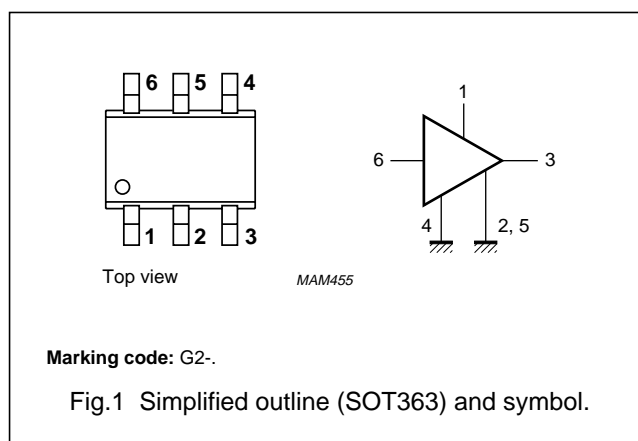 6 5 4
1
6 3
4 2, 5
1 2 3
Top view MAM455
Marking code: G2-.
Fig.1 Simplified outline (SOT363) and symbol.